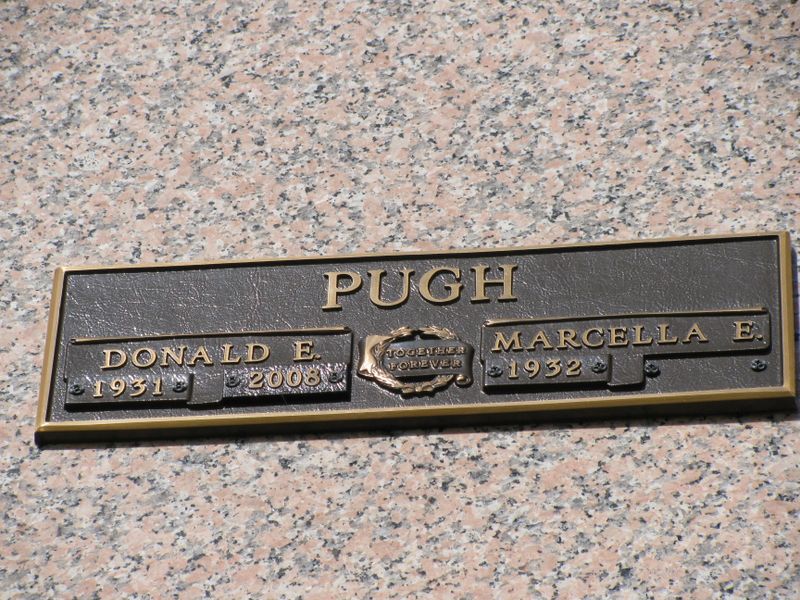 PUGH
DONALD E.
1931 2008
TOGETHER
FOREVER
MARCELLA E.
1932